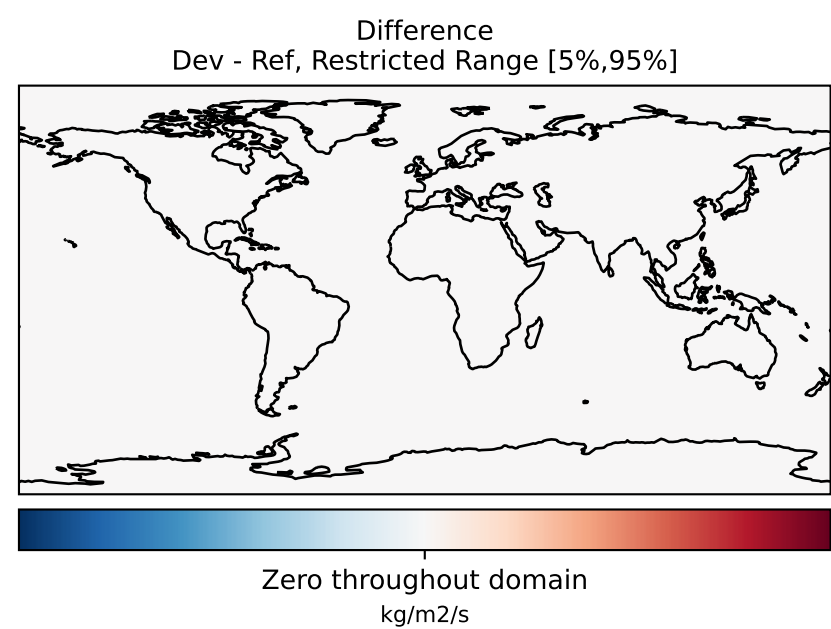 Difference
Dev - Ref, Restricted Range [5%,95%]
Zero throughout domain
kg/m2/s